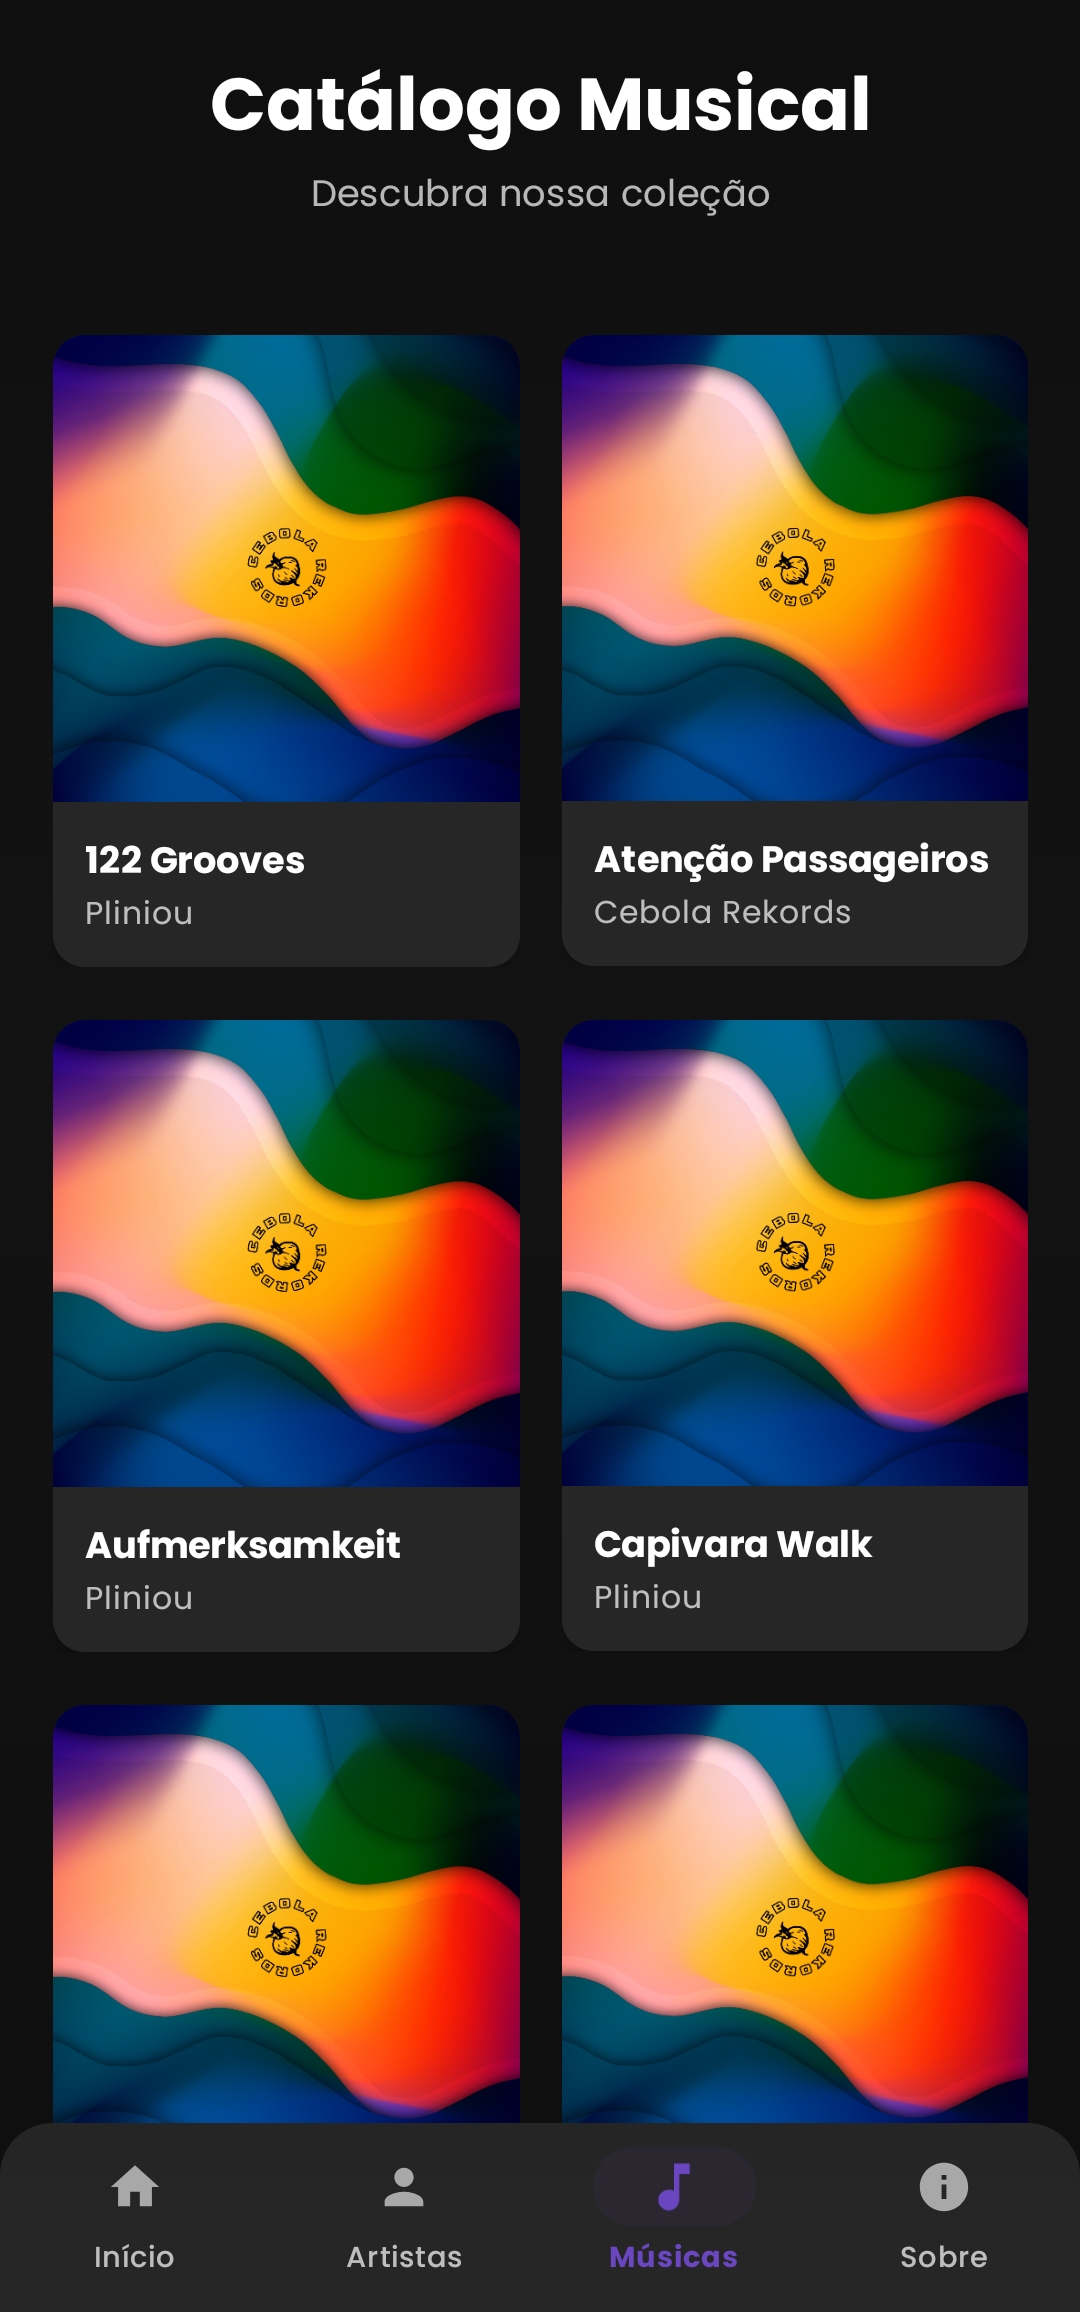 Catálogo Musical
Descubra nossa coleção
CEBOLA REKORDS
CEBOLA REKORDS
122 Grooves
Pliniou
Atenção Passageiros
Cebola Rekords
CEBOLA REKORDS
CEBOLA REKORDS
Aufmerksamkeit
Pliniou
Capivara Walk
Pliniou
CEBOLA REKORDS
CEBOLA REKORDS
Início
Artistas
Músicas
Sobre